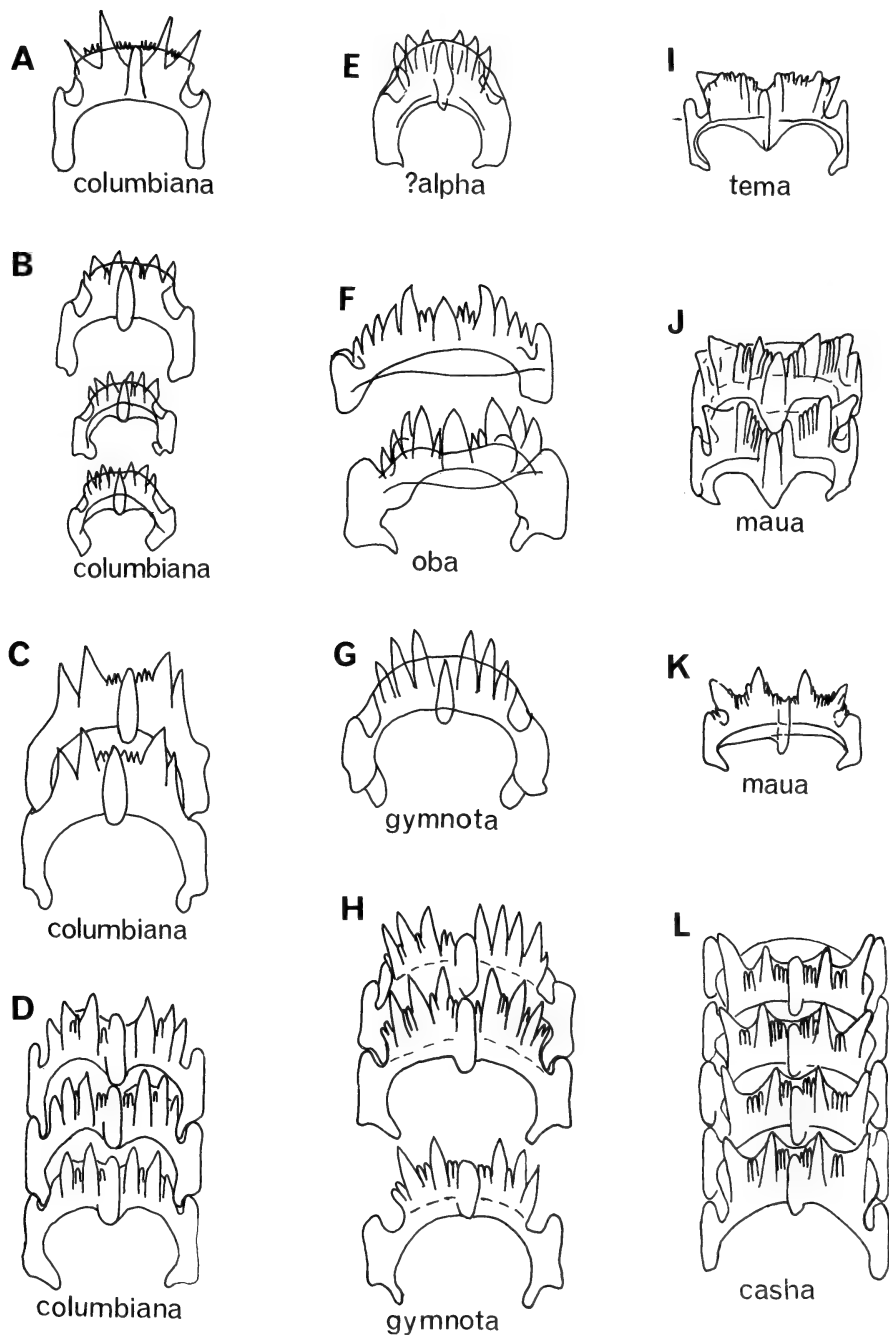 A
columbiana
B
columbiana
C
columbiana
D
columbiana
E
?alpha
F
oba
G
gymnota
H
gymnota
I
tema
J
maua
K
maua
L
casha